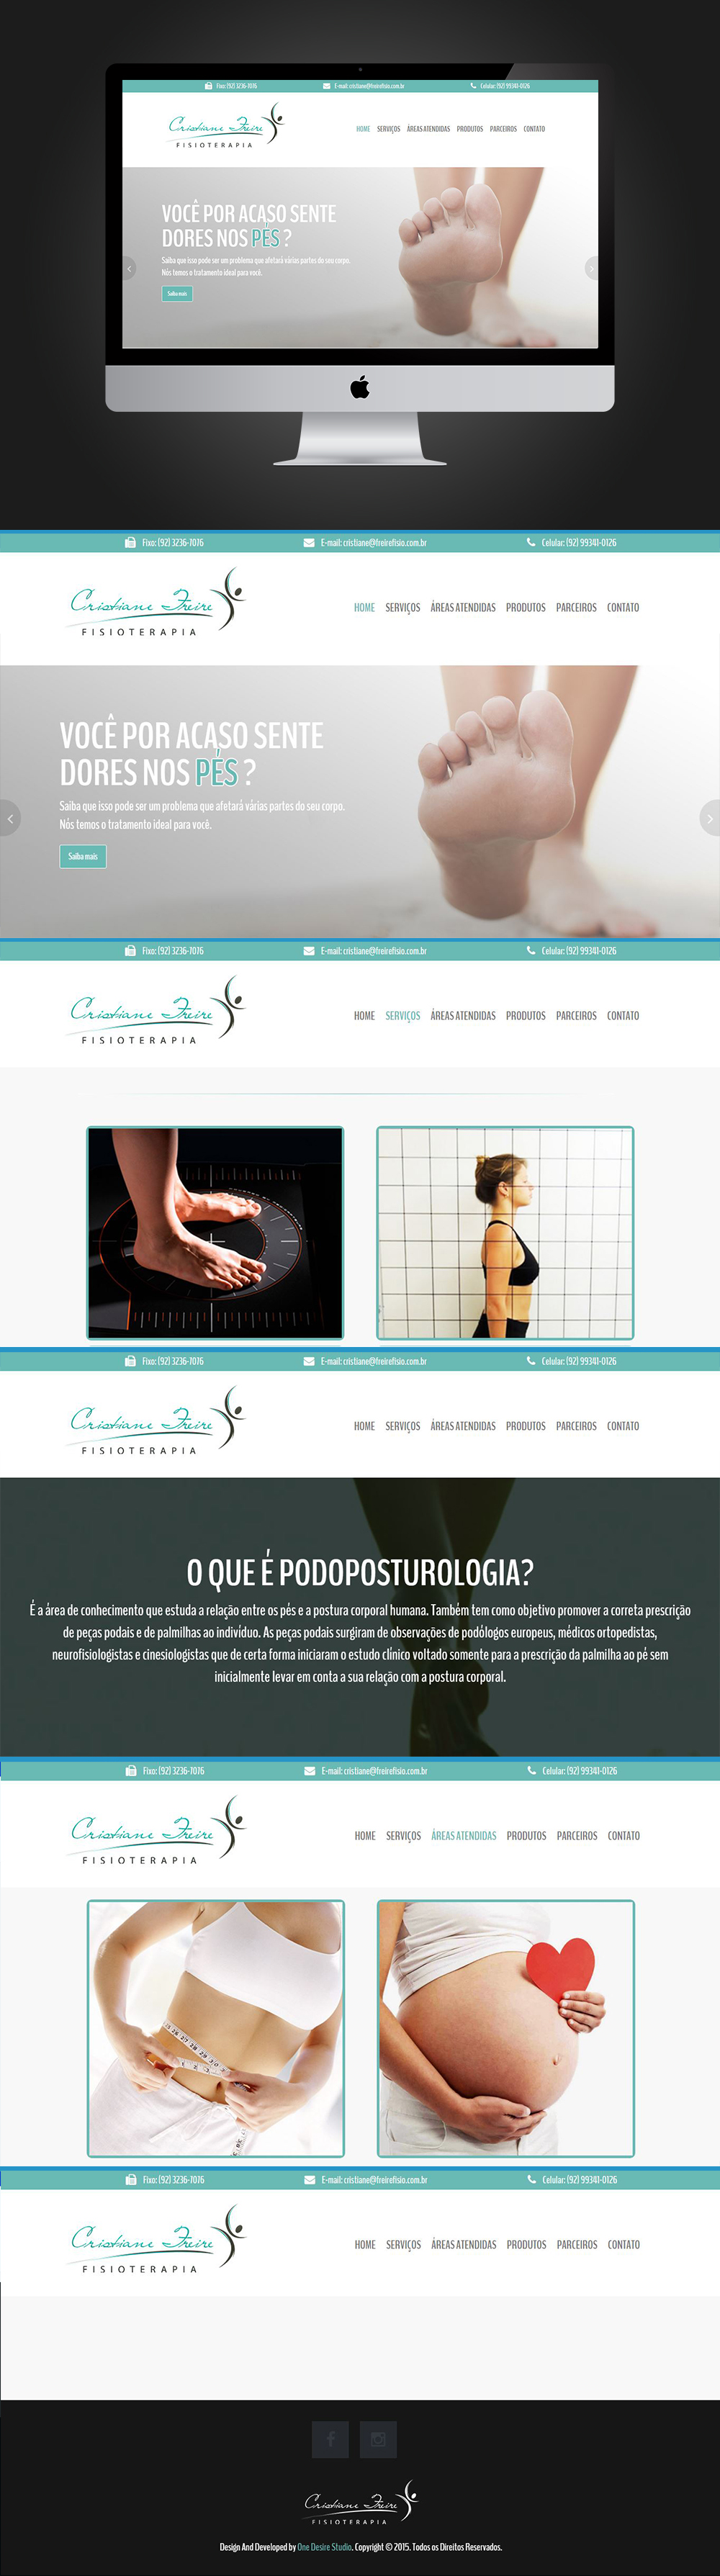 Fixo: (92) 3236-7076 E-mail: cristiane@freirefisio.com.br Celular: (92) 99341-0126
Cristiane Freire
FISIOTERAPIA
HOME SERVIÇOS ÁREAS ATENDIDAS PRODUTOS PARCEIROS CONTATO
VOCÊ POR ACASO SENTE
DORES NOS PÉS ?
Saiba que isso pode ser um problema que afetará várias partes do seu corpo.
Nós temos o tratamento ideal para você.
Saiba mais
Fixo: (92) 3236-7076 E-mail: cristiane@freirefisio.com.br Celular: (92) 99341-0126
Cristiane Freire
FISIOTERAPIA
HOME SERVIÇOS ÁREAS ATENDIDAS PRODUTOS PARCEIROS CONTATO
VOCÊ POR ACASO SENTE
DORES NOS PÉS ?
Saiba que isso pode ser um problema que afetará várias partes do seu corpo.
Nós temos o tratamento ideal para você.
Saiba mais
Fixo: (92) 3236-7076 E-mail: cristiane@freirefisio.com.br Celular: (92) 99341-0126
Cristiane Freire
FISIOTERAPIA
HOME SERVIÇOS ÁREAS ATENDIDAS PRODUTOS PARCEIROS CONTATO
Fixo: (92) 3236-7076 E-mail: cristiane@freirefisio.com.br Celular: (92) 99341-0126
Cristiane Freire
FISIOTERAPIA
HOME SERVIÇOS ÁREAS ATENDIDAS PRODUTOS PARCEIROS CONTATO
O QUE É PODOPOSTUROLOGIA?
É a área de conhecimento que estuda a relação entre os pés e a postura corporal humana. Também tem como objetivo promover a correta prescrição
de peças podais e de palmilhas ao indivíduo. As peças podais surgiram de observações de podólogos europeus, médicos ortopedistas,
neurofisiologistas e cinesiologistas que de certa forma iniciaram o estudo clínico voltado somente para a prescrição da palmilha ao pé sem
inicialmente levar em conta a sua relação com a postura corporal.
Fixo: (92) 3236-7076 E-mail: cristiane@freirefisio.com.br Celular: (92) 99341-0126
Cristiane Freire
FISIOTERAPIA
HOME SERVIÇOS ÁREAS ATENDIDAS PRODUTOS PARCEIROS CONTATO
Fixo: (92) 3236-7076 E-mail: cristiane@freirefisio.com.br Celular: (92) 99341-0126
Cristiane Freire
FISIOTERAPIA
HOME SERVIÇOS ÁREAS ATENDIDAS PRODUTOS PARCEIROS CONTATO
Cristiane Freire
FISIOTERAPIA
Design And Developed by One Desire Studio. Copyright © 2015. Todos os Direitos Reservados.